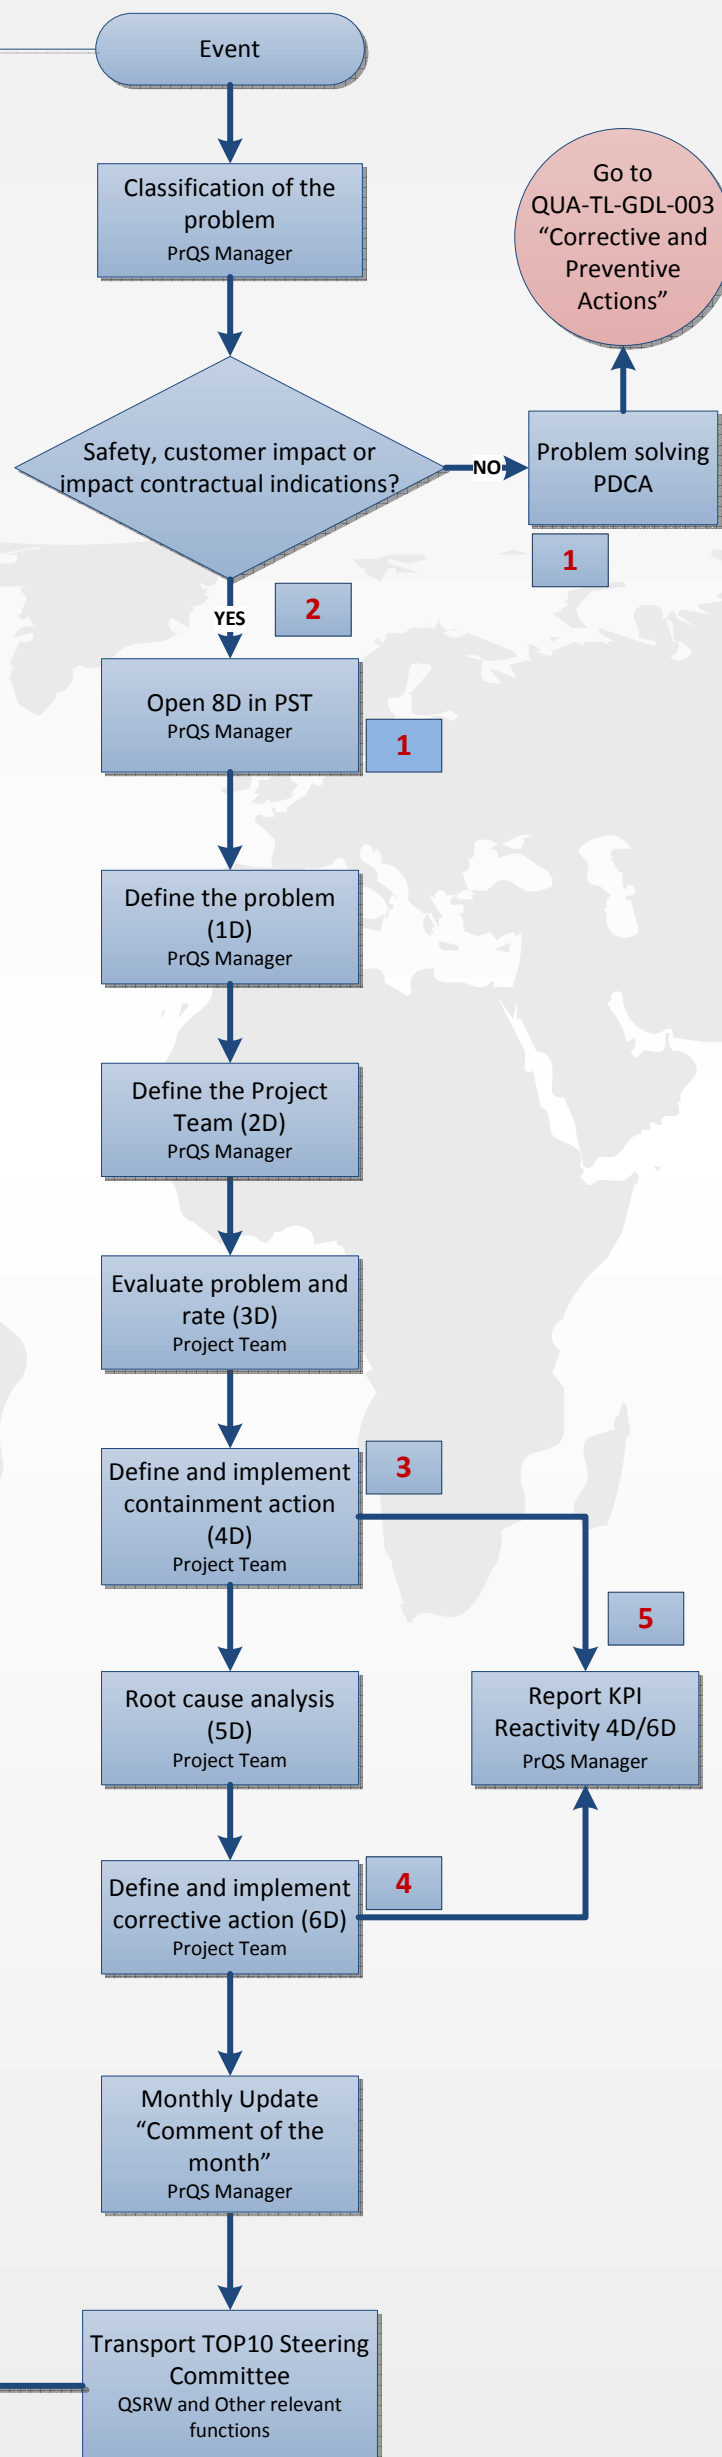 Event
Classification of the
problem
PrQS Manager
Go to
QUA-TL-GDL-003
“Corrective and
Preventive
Actions”
Safety, customer impact or
impact contractual indications?
NO
Problem solving
PDCA
1
YES
2
Open 8D in PST
PrQS Manager
1
Define the problem
(1D)
PrQS Manager
Define the Project
Team (2D)
PrQS Manager
Evaluate problem and
rate (3D)
Project Team
Define and implement
containment action
(4D)
Project Team
3
5
Root cause analysis
(5D)
Project Team
Report KPI
Reactivity 4D/6D
PrQS Manager
Define and implement
corrective action (6D)
Project Team
4
Monthly Update
“Comment of the
month”
PrQS Manager
Transport TOP10 Steering
Committee
QSRW and Other relevant
functions